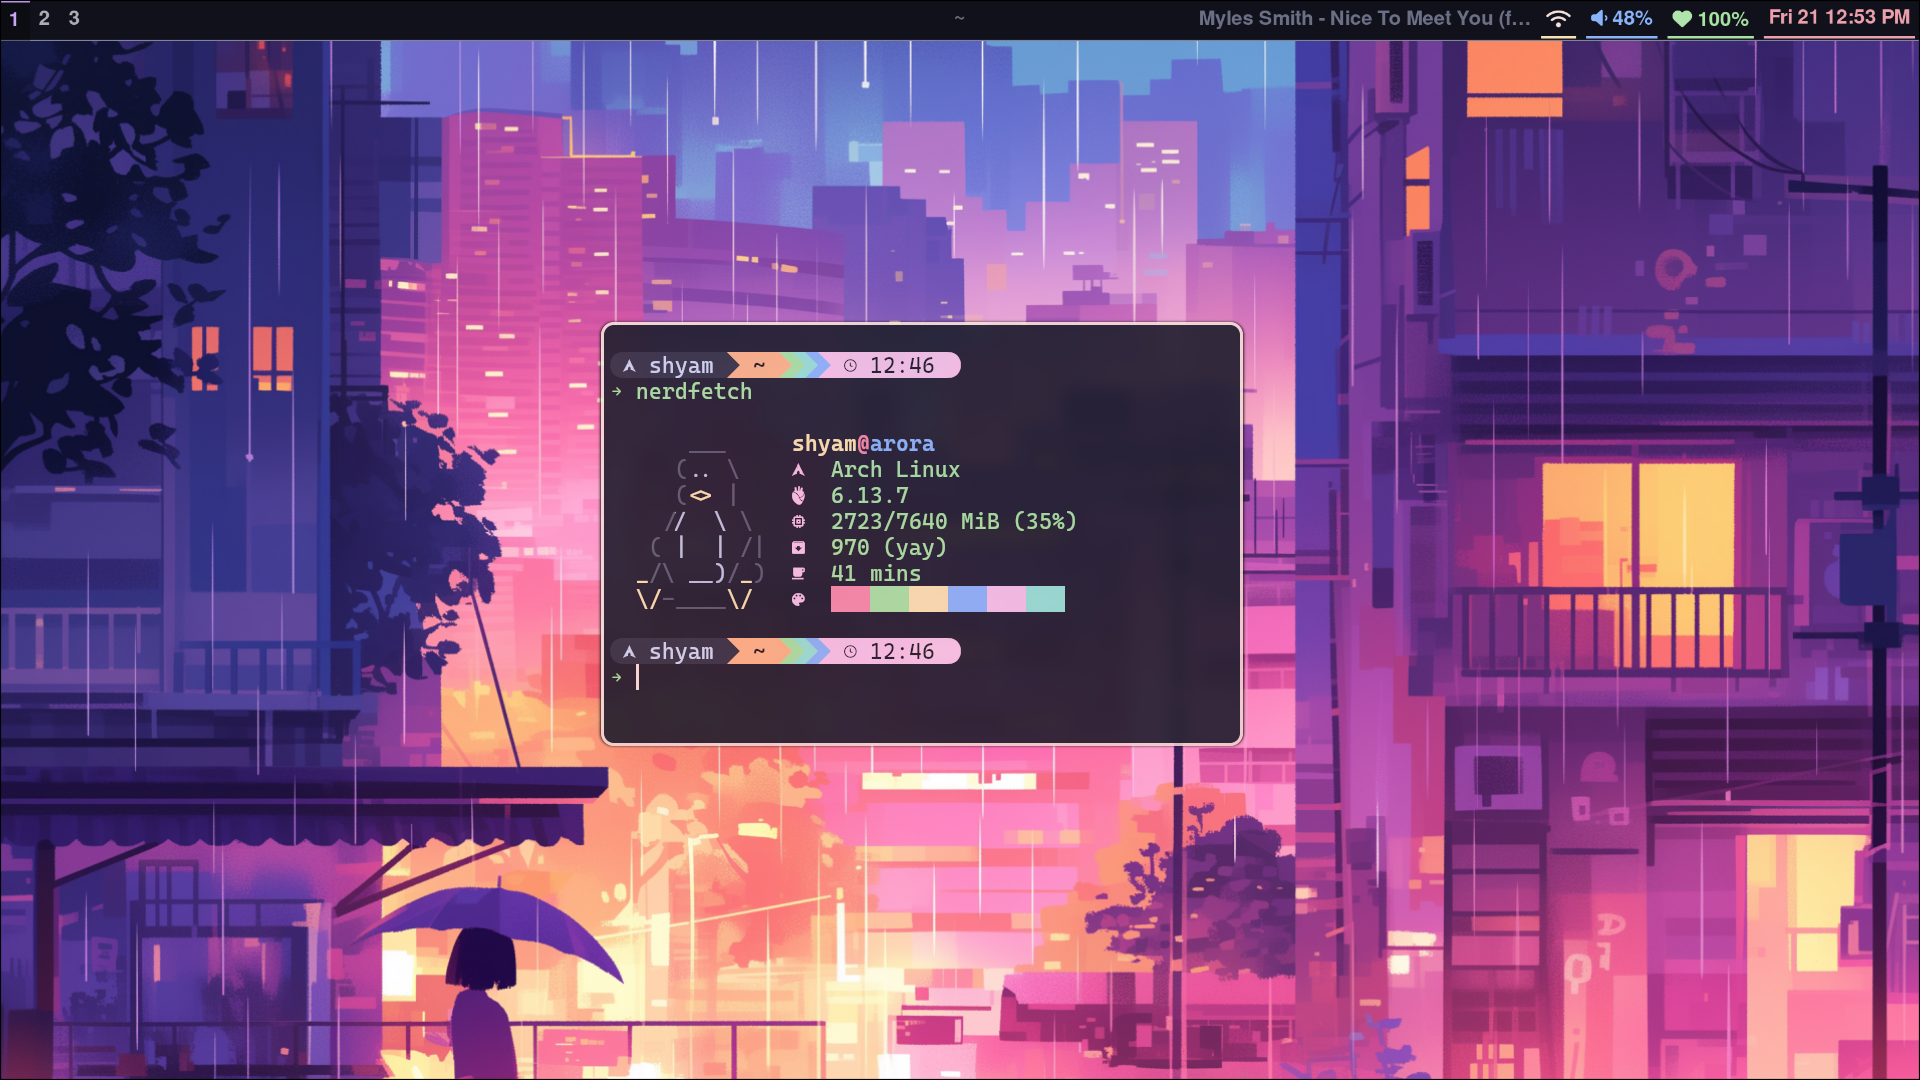 1 2 3
~
Myles Smith - Nice To Meet You (f...
48%
100%
Fri 21 12:53 PM
shyam ~ 12:46
→ nerdfetch
shyam@arora
Arch Linux
6.13.7
2723/7640 MiB (35%)
970 (yay)
41 mins
shyam ~ 12:46
→